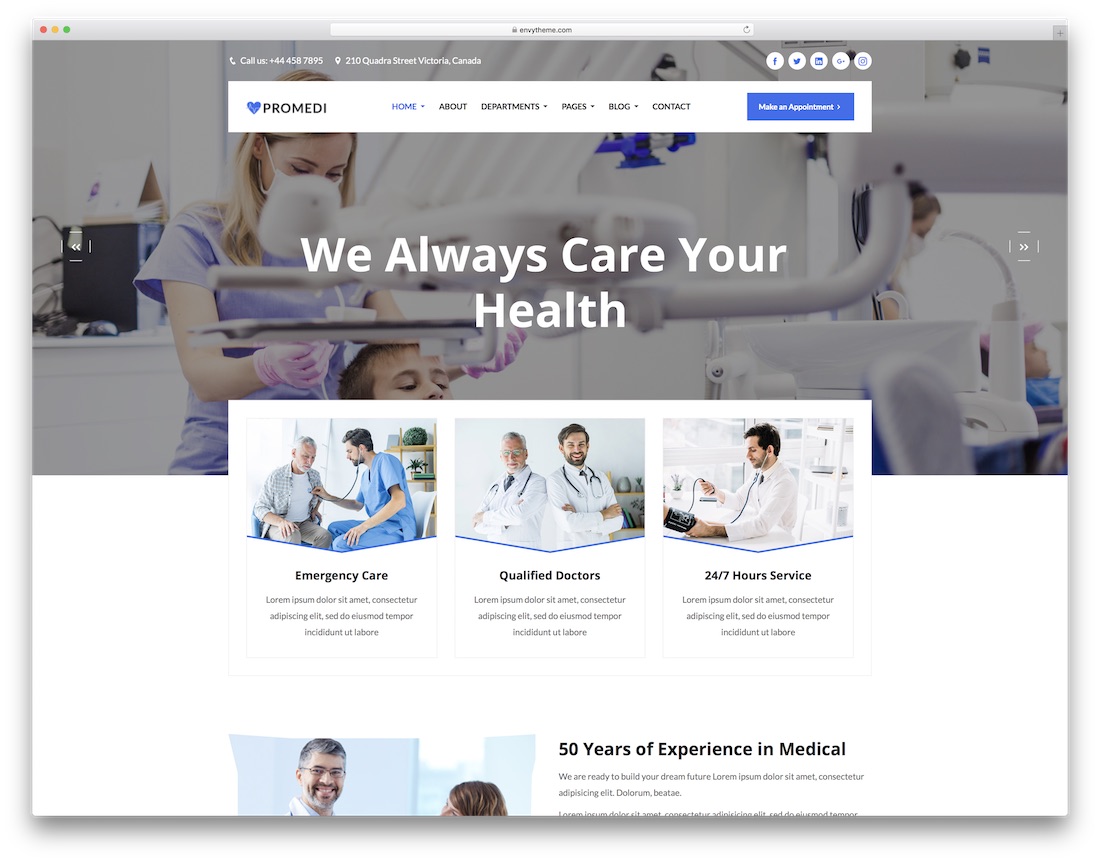 envytheme.com
Call us: +44 458 7895 210 Quadra Street Victoria, Canada
PROMEDI HOME ABOUT DEPARTMENTS PAGES BLOG CONTACT Make an Appointment
We Always Care Your
Health
Emergency Care
Lorem ipsum dolor sit amet, consectetur
adipiscing elit, sed do eiusmod tempor
incididunt ut labore
Qualified Doctors
Lorem ipsum dolor sit amet, consectetur
adipiscing elit, sed do eiusmod tempor
incididunt ut labore
24/7 Hours Service
Lorem ipsum dolor sit amet, consectetur
adipiscing elit, sed do eiusmod tempor
incididunt ut labore
50 Years of Experience in Medical
We are ready to build your dream future Lorem ipsum dolor sit amet, consectetur
adipisicing elit. Dolorum, beatae.
Lorem ipsum dolor sit amet, consectetur adipisicing elit, sed do eiusmod tempor